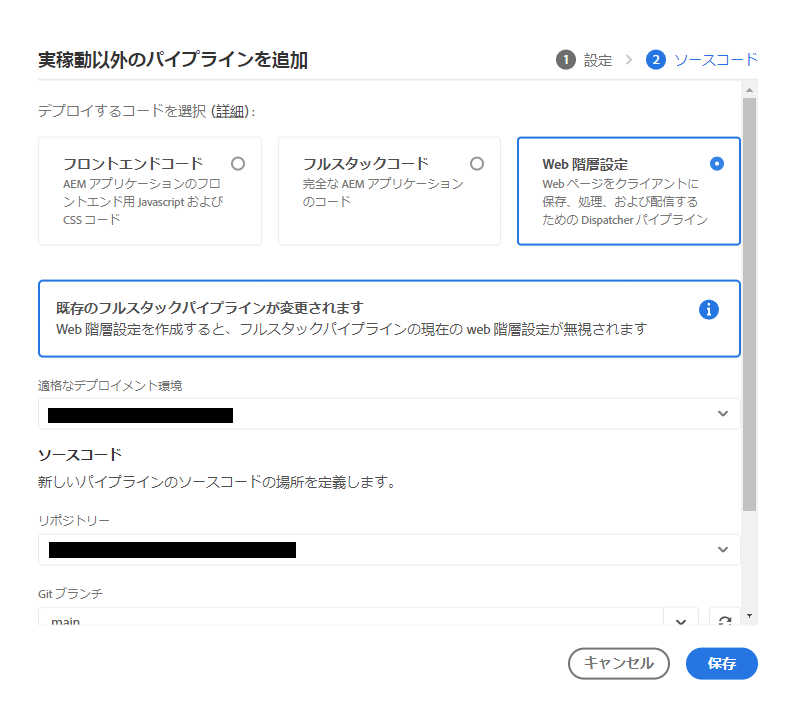 実稼動以外のパイプラインを追加
1 設定 > 2 ソースコード
デプロイするコードを選択 (詳細):
フロントエンドコード
AEM アプリケーションのフロ
ントエンド用 Javascript および
CSS コード
フルスタックコード
完全な AEM アプリケーション
のコード
Web 階層設定
Web ページをクライアントに
保存、処理、および配信する
ための Dispatcher パイプライン
既存のフルスタックパイプラインが変更されます
Web 階層設定を作成すると、フルスタックパイプラインの現在の web 階層設定が無視されます
適格なデプロイメント環境
ソースコード
新しいパイプラインのソースコードの場所を定義します。
リポジトリー
Git ブランチ
main
キャンセル
保存